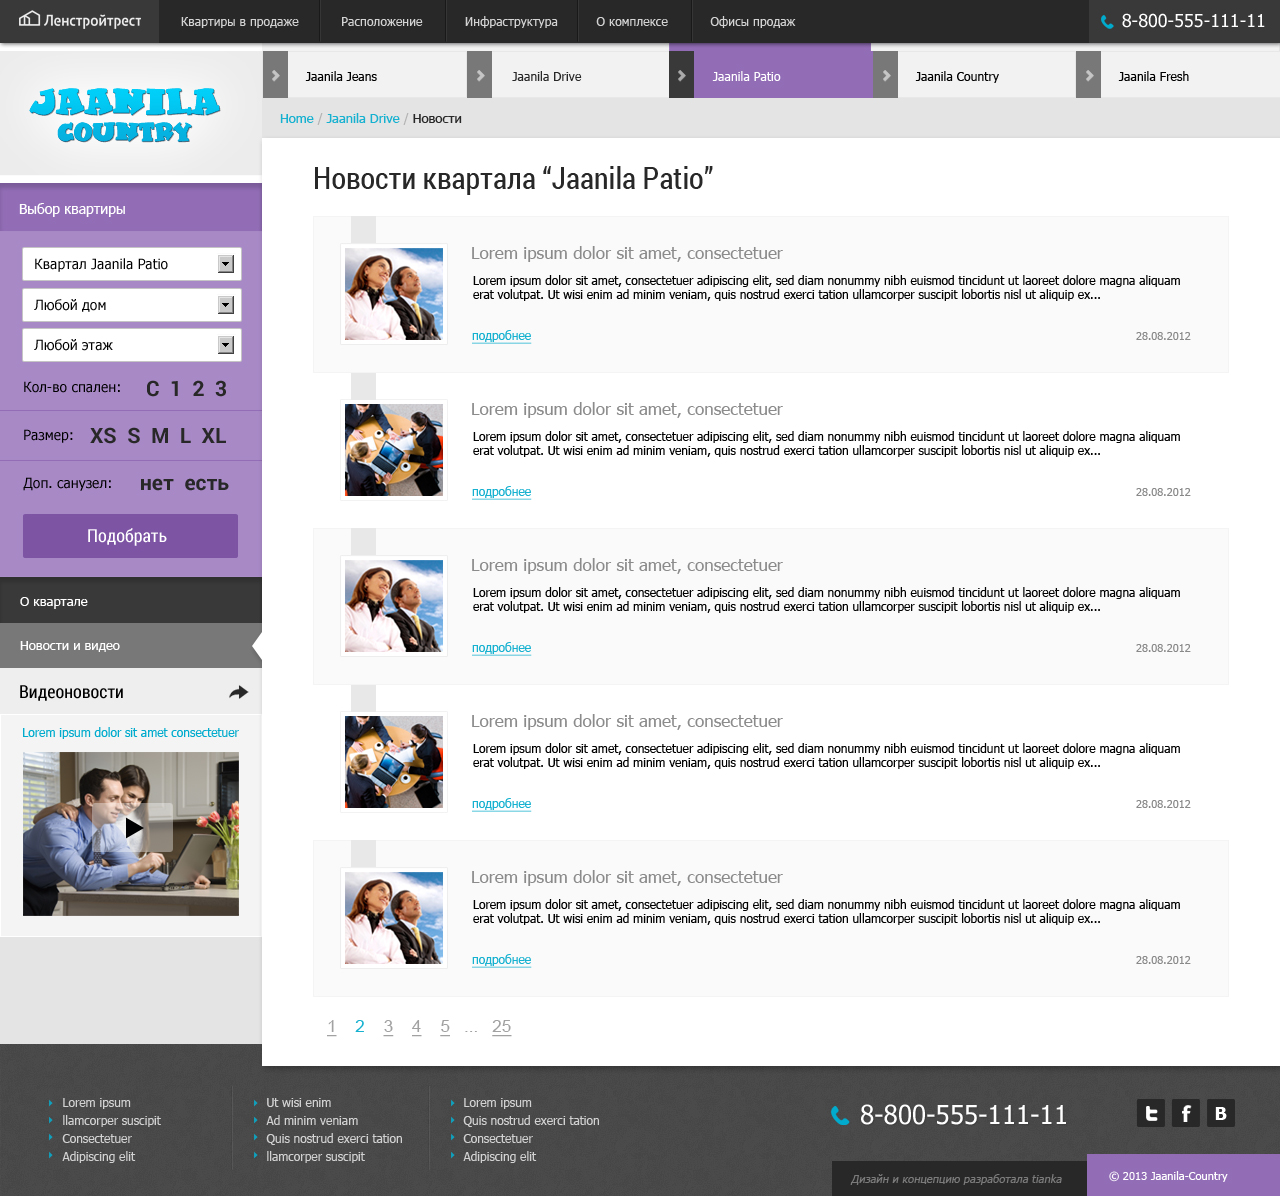 Ленстройтрест
Квартиры в продаже
Расположение
Инфраструктура
О комплексе
Офисы продаж
8-800-555-111-11
JAANILA
COUNTRY
Jaanila Jeans
Jaanila Drive
Jaanila Patio
Jaanila Country
Jaanila Fresh
Home / Jaanila Drive / Новости
Выбор квартиры
Квартал Jaanila Patio
Любой дом
Любой этаж
Кол-во спален: С 1 2 3
Размер: XS S M L XL
Доп. санузел: нет есть
Подобрать
О квартале
Новости и видео
Видеоновости
Lorem ipsum dolor sit amet consectetuer
Новости квартала “Jaanila Patio”
Lorem ipsum dolor sit amet, consectetuer
Lorem ipsum dolor sit amet, consectetuer adipiscing elit, sed diam nonummy nibh euismod tincidunt ut laoreet dolore magna aliquam
erat volutpat. Ut wisi enim ad minim veniam, quis nostrud exerci tation ullamcorper suscipit lobortis nisl ut aliquip ex...
подробнее
28.08.2012
Lorem ipsum dolor sit amet, consectetuer
Lorem ipsum dolor sit amet, consectetuer adipiscing elit, sed diam nonummy nibh euismod tincidunt ut laoreet dolore magna aliquam
erat volutpat. Ut wisi enim ad minim veniam, quis nostrud exerci tation ullamcorper suscipit lobortis nisl ut aliquip ex...
подробнее
28.08.2012
Lorem ipsum dolor sit amet, consectetuer
Lorem ipsum dolor sit amet, consectetuer adipiscing elit, sed diam nonummy nibh euismod tincidunt ut laoreet dolore magna aliquam
erat volutpat. Ut wisi enim ad minim veniam, quis nostrud exerci tation ullamcorper suscipit lobortis nisl ut aliquip ex...
подробнее
28.08.2012
Lorem ipsum dolor sit amet, consectetuer
Lorem ipsum dolor sit amet, consectetuer adipiscing elit, sed diam nonummy nibh euismod tincidunt ut laoreet dolore magna aliquam
erat volutpat. Ut wisi enim ad minim veniam, quis nostrud exerci tation ullamcorper suscipit lobortis nisl ut aliquip ex...
подробнее
28.08.2012
Lorem ipsum dolor sit amet, consectetuer
Lorem ipsum dolor sit amet, consectetuer adipiscing elit, sed diam nonummy nibh euismod tincidunt ut laoreet dolore magna aliquam
erat volutpat. Ut wisi enim ad minim veniam, quis nostrud exerci tation ullamcorper suscipit lobortis nisl ut aliquip ex...
подробнее
28.08.2012
1 2 3 4 5 ... 25
Lorem ipsum
llamcorper suscipit
Consectetuer
Adipiscing elit
Ut wisi enim
Ad minim veniam
Quis nostrud exerci tation
llamcorper suscipit
Lorem ipsum
Quis nostrud exerci tation
Consectetuer
Adipiscing elit
8-800-555-111-11
t f B
Дизайн и концепцию разработала tianka
© 2013 Jaanila-Country